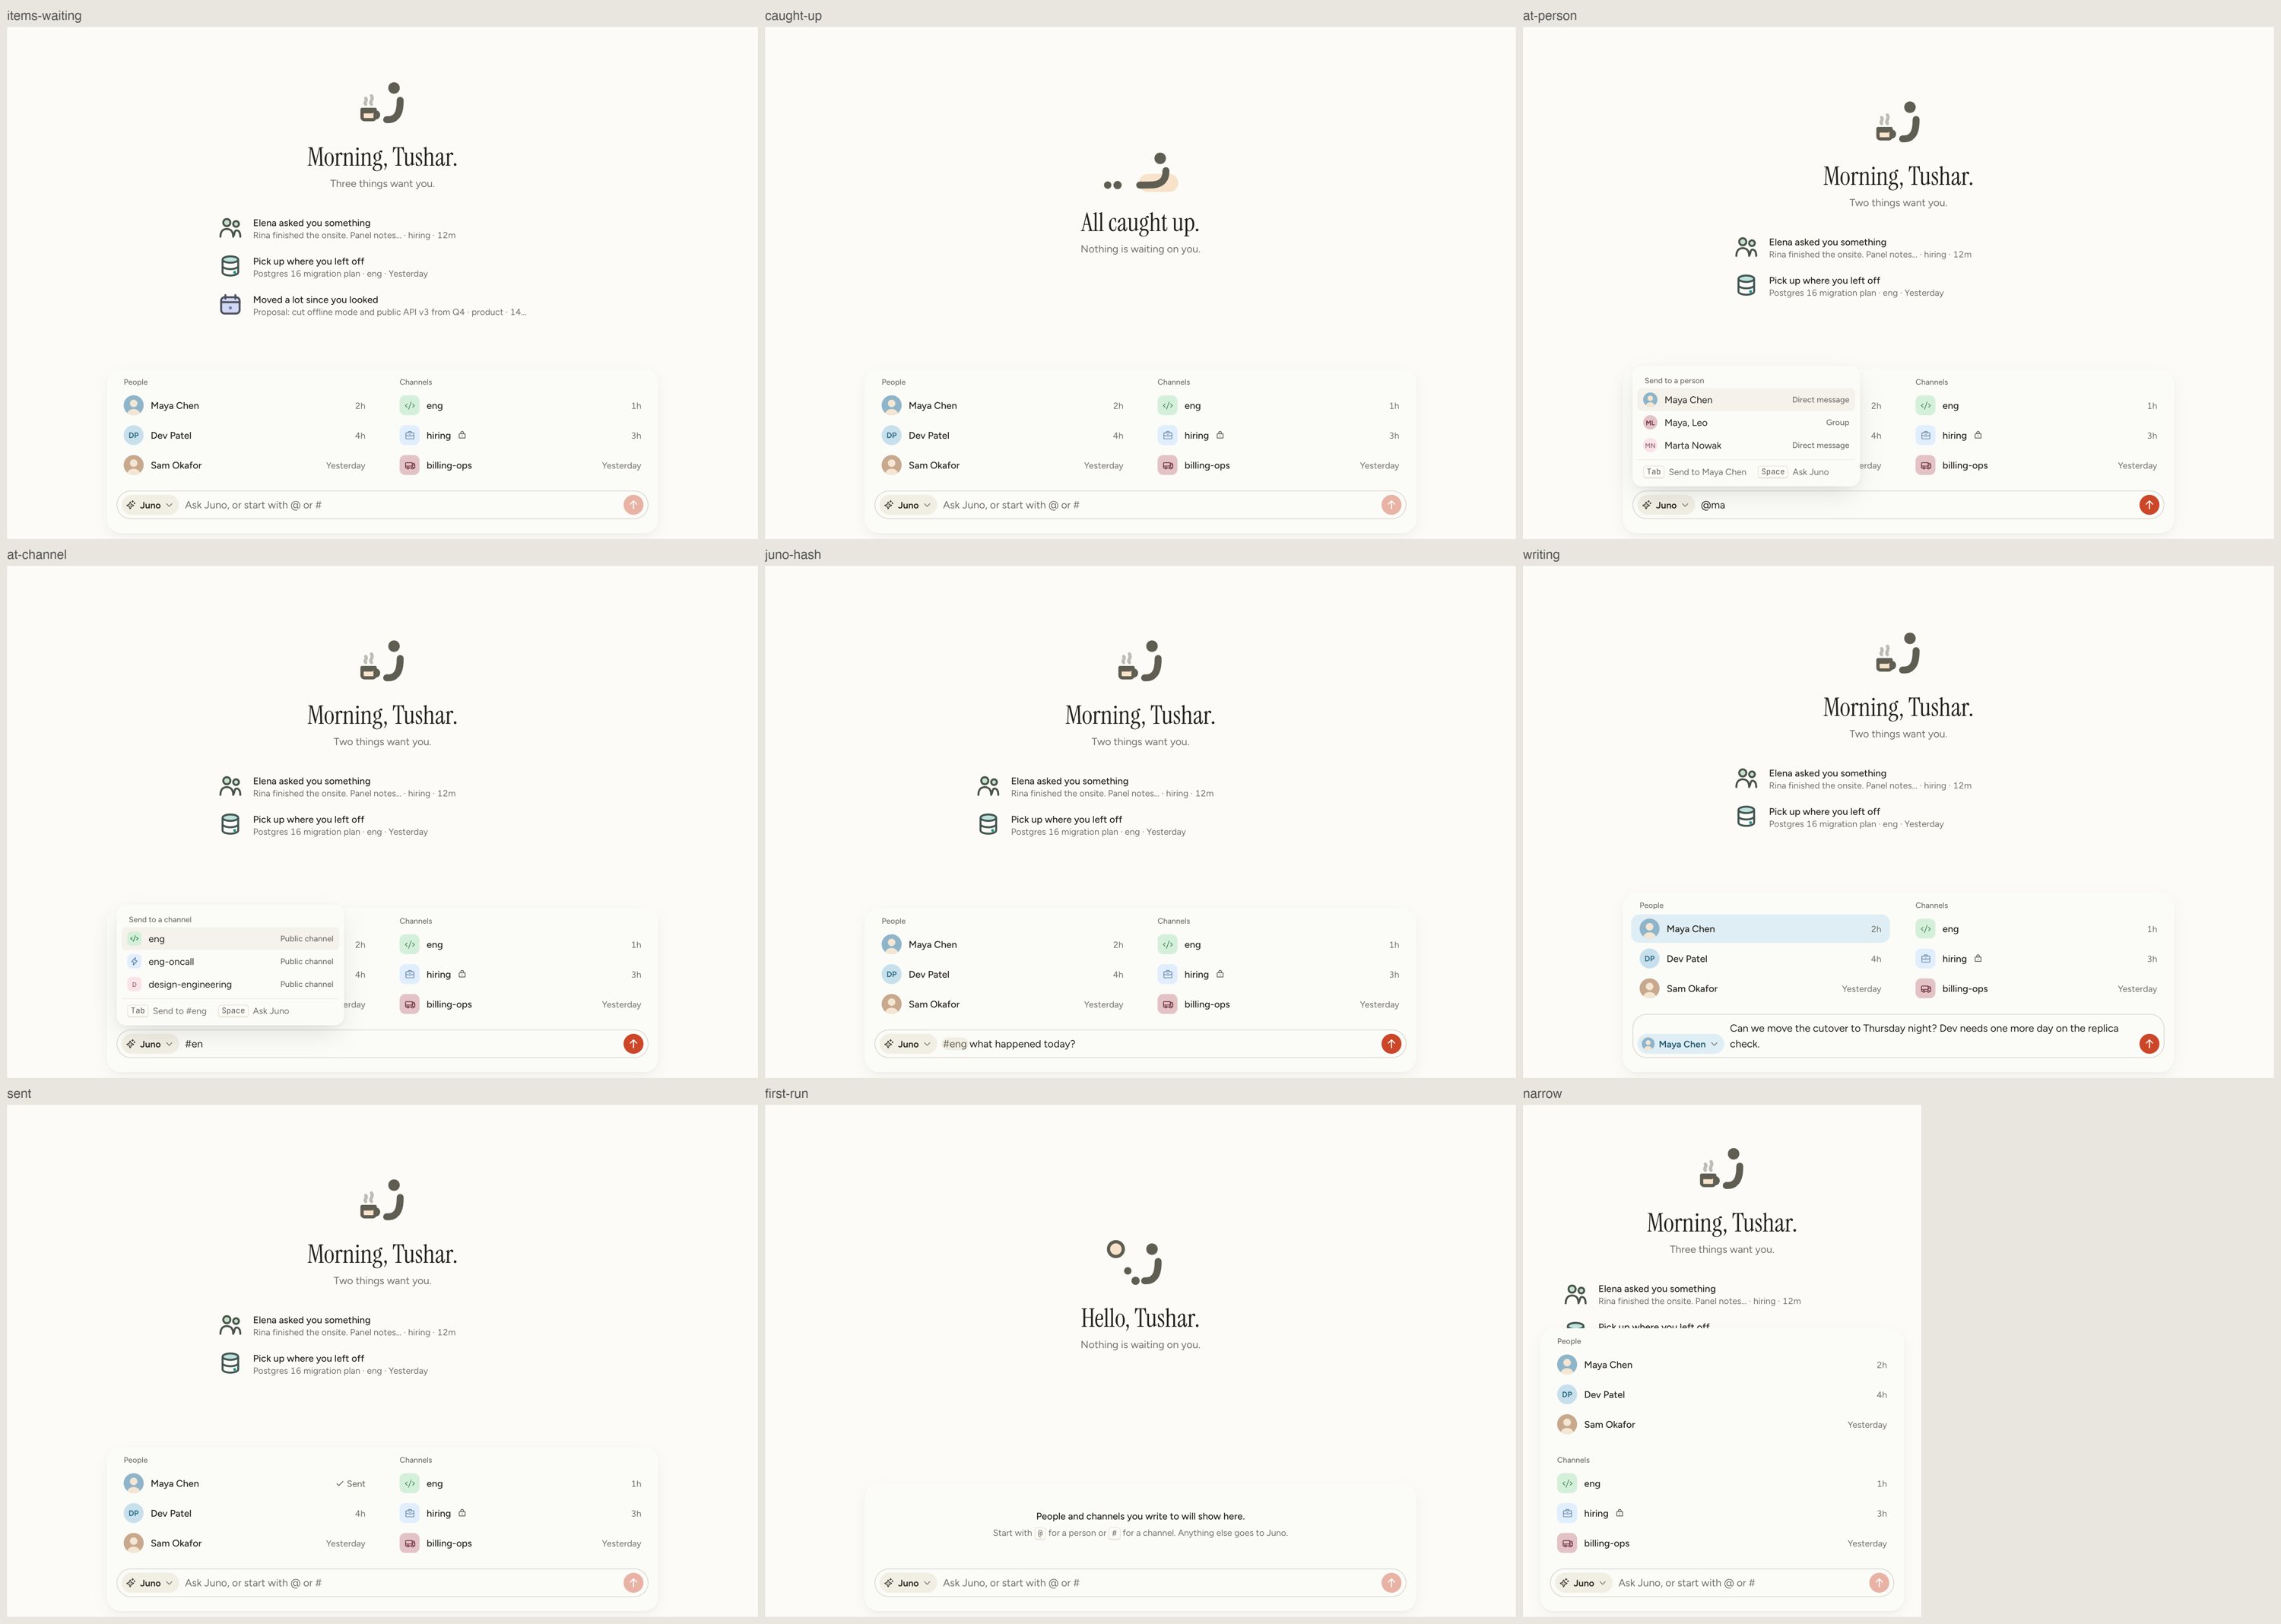 items-waiting
Morning, Tushar.
Three things want you.
Elena asked you something
Rina finished the onsite. Panel notes... · hiring · 12m
Pick up where you left off
Postgres 16 migration plan · eng · Yesterday
Moved a lot since you looked
Proposal: cut offline mode and public API v3 from Q4 · product · 14...
People
Maya Chen 2h
DP Dev Patel 4h
Sam Okafor Yesterday
Channels
eng 1h
hiring 3h
billing-ops Yesterday
Juno Ask Juno, or start with @ or #
caught-up
All caught up.
Nothing is waiting on you.
People
Maya Chen 2h
DP Dev Patel 4h
Sam Okafor Yesterday
Channels
eng 1h
hiring 3h
billing-ops Yesterday
Juno Ask Juno, or start with @ or #
at-person
Morning, Tushar.
Two things want you.
Elena asked you something
Rina finished the onsite. Panel notes... · hiring · 12m
Pick up where you left off
Postgres 16 migration plan · eng · Yesterday
Send to a person
Maya Chen Direct message
ML Maya, Leo Group
MN Marta Nowak Direct message
Tab Send to Maya Chen Space Ask Juno
2h
4h
erday
Channels
eng 1h
hiring 3h
billing-ops Yesterday
Juno @ma
at-channel
Morning, Tushar.
Two things want you.
Elena asked you something
Rina finished the onsite. Panel notes... · hiring · 12m
Pick up where you left off
Postgres 16 migration plan · eng · Yesterday
Send to a channel
eng Public channel
eng-oncall Public channel
D design-engineering Public channel
Tab Send to #eng Space Ask Juno
2h
4h
erday
Channels
eng 1h
hiring 3h
billing-ops Yesterday
Juno #en
juno-hash
Morning, Tushar.
Two things want you.
Elena asked you something
Rina finished the onsite. Panel notes... · hiring · 12m
Pick up where you left off
Postgres 16 migration plan · eng · Yesterday
People
Maya Chen 2h
DP Dev Patel 4h
Sam Okafor Yesterday
Channels
eng 1h
hiring 3h
billing-ops Yesterday
Juno #eng what happened today?
writing
Morning, Tushar.
Two things want you.
Elena asked you something
Rina finished the onsite. Panel notes... · hiring · 12m
Pick up where you left off
Postgres 16 migration plan · eng · Yesterday
People
Maya Chen 2h
DP Dev Patel 4h
Sam Okafor Yesterday
Channels
eng 1h
hiring 3h
billing-ops Yesterday
Maya Chen
Can we move the cutover to Thursday night? Dev needs one more day on the replica
check.
sent
Morning, Tushar.
Two things want you.
Elena asked you something
Rina finished the onsite. Panel notes... · hiring · 12m
Pick up where you left off
Postgres 16 migration plan · eng · Yesterday
People
Maya Chen Sent
DP Dev Patel 4h
Sam Okafor Yesterday
Channels
eng 1h
hiring 3h
billing-ops Yesterday
Juno Ask Juno, or start with @ or #
first-run
Hello, Tushar.
Nothing is waiting on you.
People and channels you write to will show here.
Start with @ for a person or # for a channel. Anything else goes to Juno.
Juno Ask Juno, or start with @ or #
narrow
Morning, Tushar.
Three things want you.
Elena asked you something
Rina finished the onsite. Panel notes... · hiring · 12m
Pick up where you left off
People
Maya Chen 2h
DP Dev Patel 4h
Sam Okafor Yesterday
Channels
eng 1h
hiring 3h
billing-ops Yesterday
Juno Ask Juno, or start with @ or #